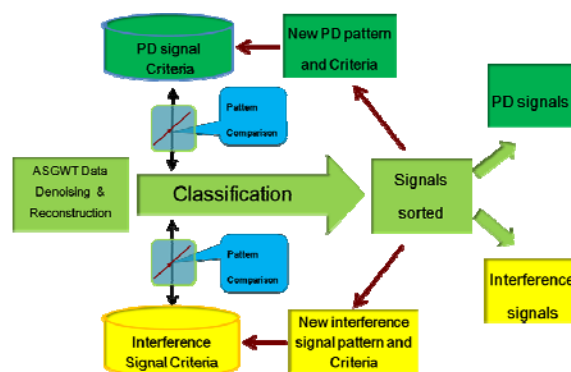 PD signal
Criteria
New PD pattern
and Criteria
PD signals
Pattern
Comparison
ASGWT Data
Denoising &
Reconstruction
Classification
Signals
sorted
Pattern
Comparison
Interference
signals
Interference
Signal Criteria
New interference
signal pattern and
Criteria